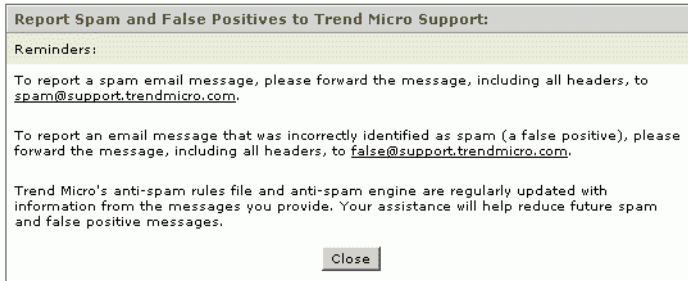 Report Spam and False Positives to Trend Micro Support:
Reminders:
To report a spam email message, please forward the message, including all headers, to
spam@support.trendmicro.com.
To report an email message that was incorrectly identified as spam (a false positive), please
forward the message, including all headers, to false@support.trendmicro.com.
Trend Micro's anti-spam rules file and anti-spam engine are regularly updated with
information from the messages you provide. Your assistance will help reduce future spam
and false positive messages.
Close